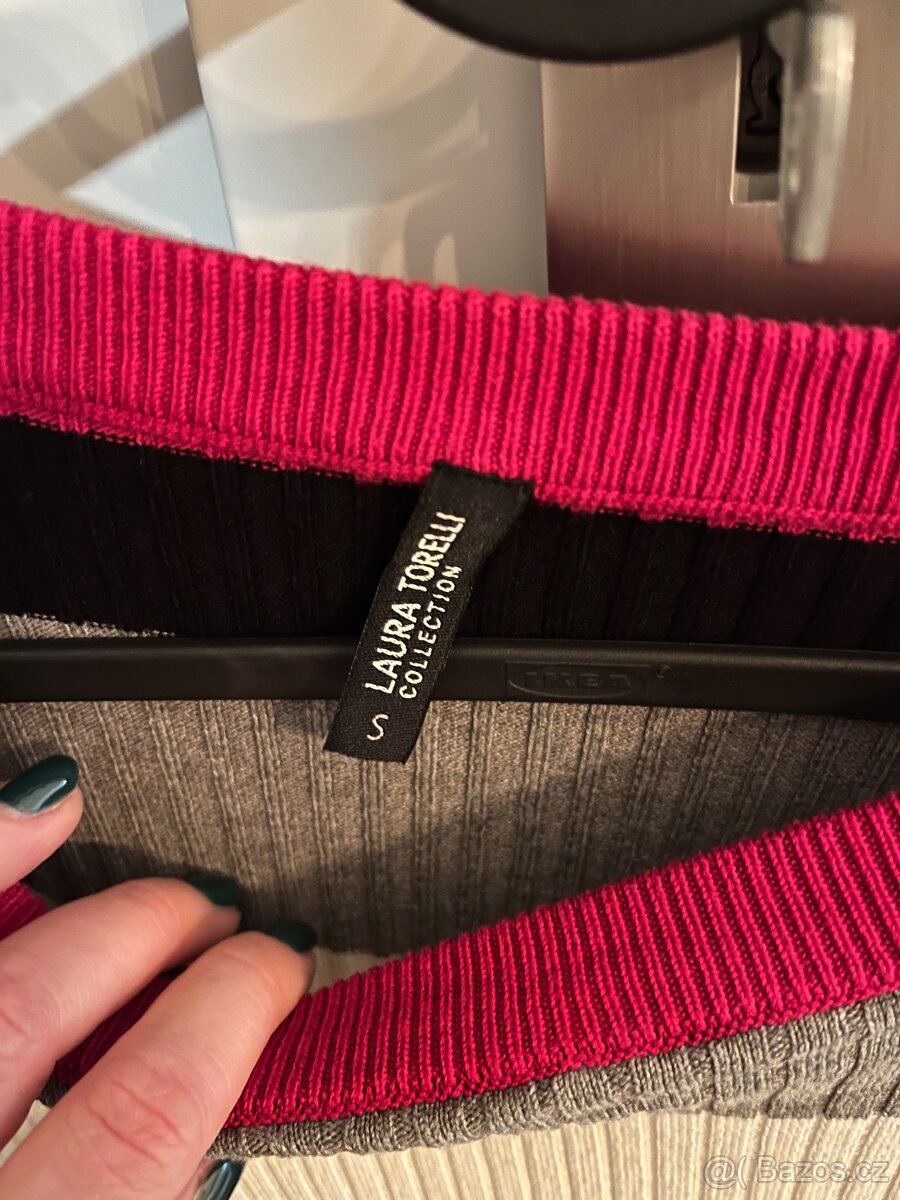 LAURA TORELLI
COLLECTION
S
IKEA
@( Bazos.cz